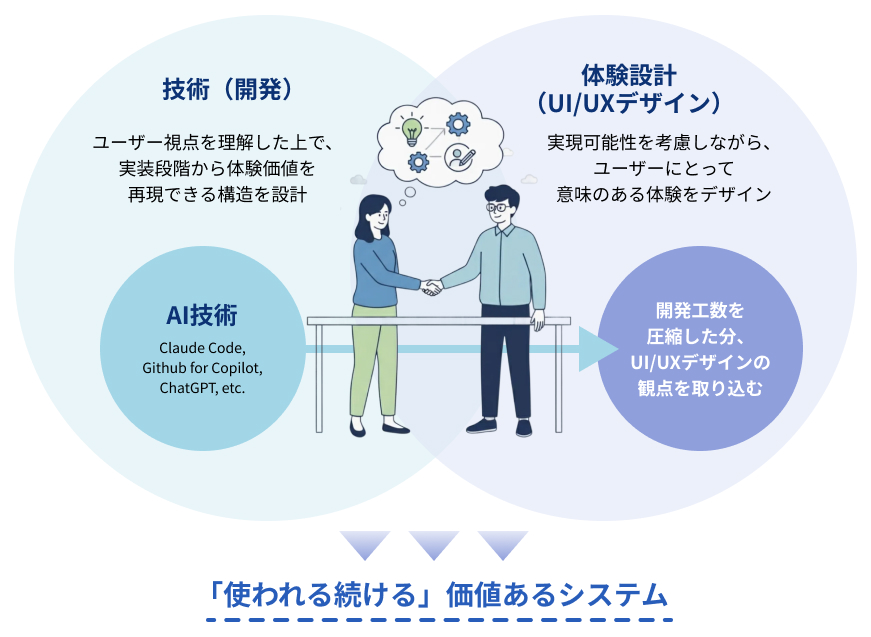 技術（開発）
ユーザー視点を理解した上で、
実装段階から体験価値を
再現できる構造を設計
体験設計
（UI/UXデザイン）
実現可能性を考慮しながら、
ユーザーにとって
意味のある体験をデザイン
AI技術
Claude Code,
Github for Copilot,
ChatGPT, etc.
開発工数を
圧縮した分、
UI/UXデザインの
観点を取り込む
「使われる続ける」価値あるシステム